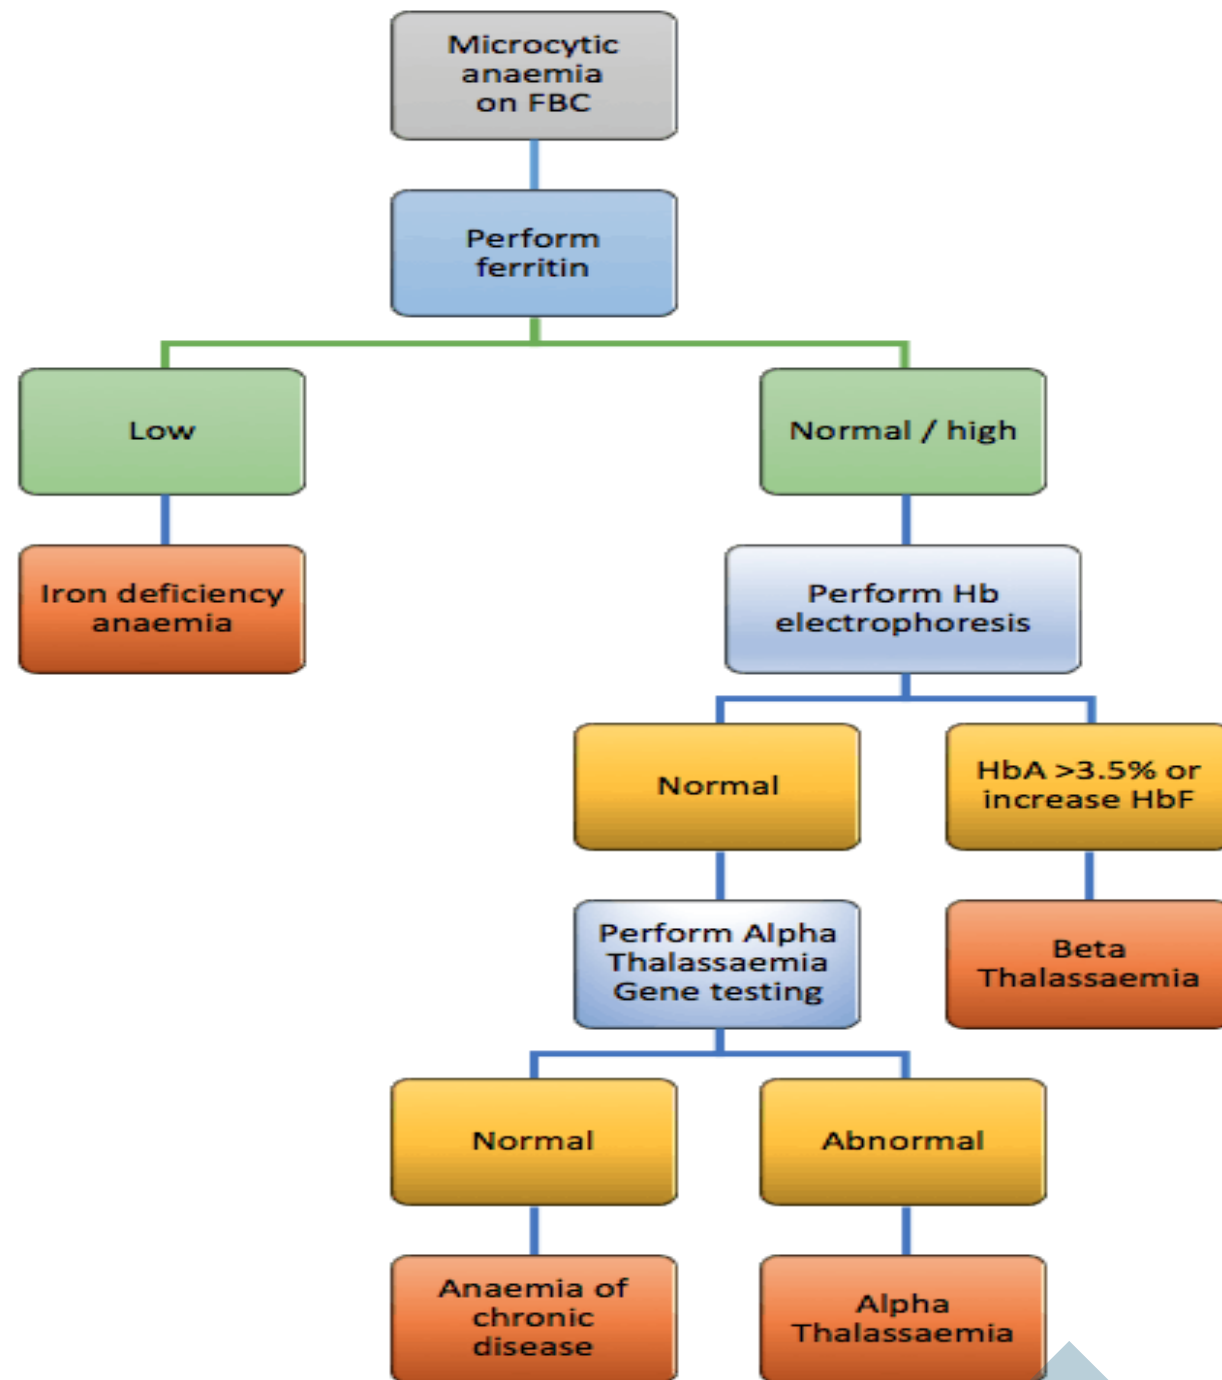 Microcytic
anaemia
on FBC
Perform
ferritin
Low
Normal / high
Iron deficiency
anaemia
Perform Hb
electrophoresis
Normal
HbA >3.5% or
increase HbF
Perform Alpha
Thalassaemia
Gene testing
Beta
Thalassaemia
Normal
Abnormal
Anaemia of
chronic
disease
Alpha
Thalassaemia